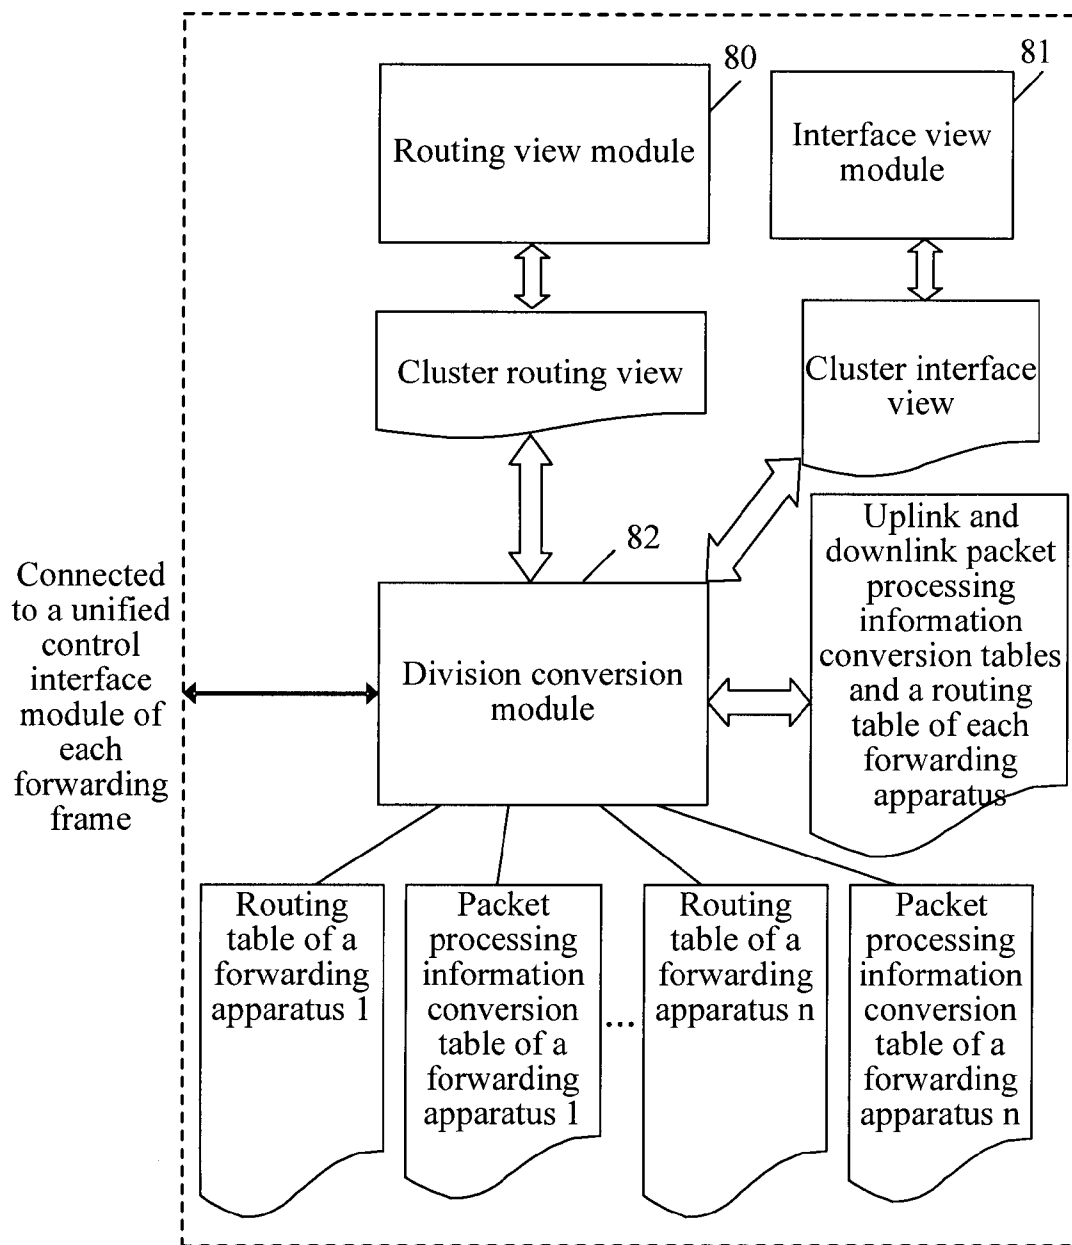 80
81
Routing view module
Interface view
module
Cluster routing view
Cluster interface
view
82
Uplink and
downlink packet
processing
information
conversion tables
and a routing
table of each
forwarding
apparatus
Connected
to a unified
control
interface
module of
each
forwarding
frame
Division conversion
module
Routing
table of a
forwarding
apparatus 1
Packet
processing
information
conversion
table of a
forwarding
apparatus 1
...
Routing
table of a
forwarding
apparatus n
Packet
processing
information
conversion
table of a
forwarding
apparatus n